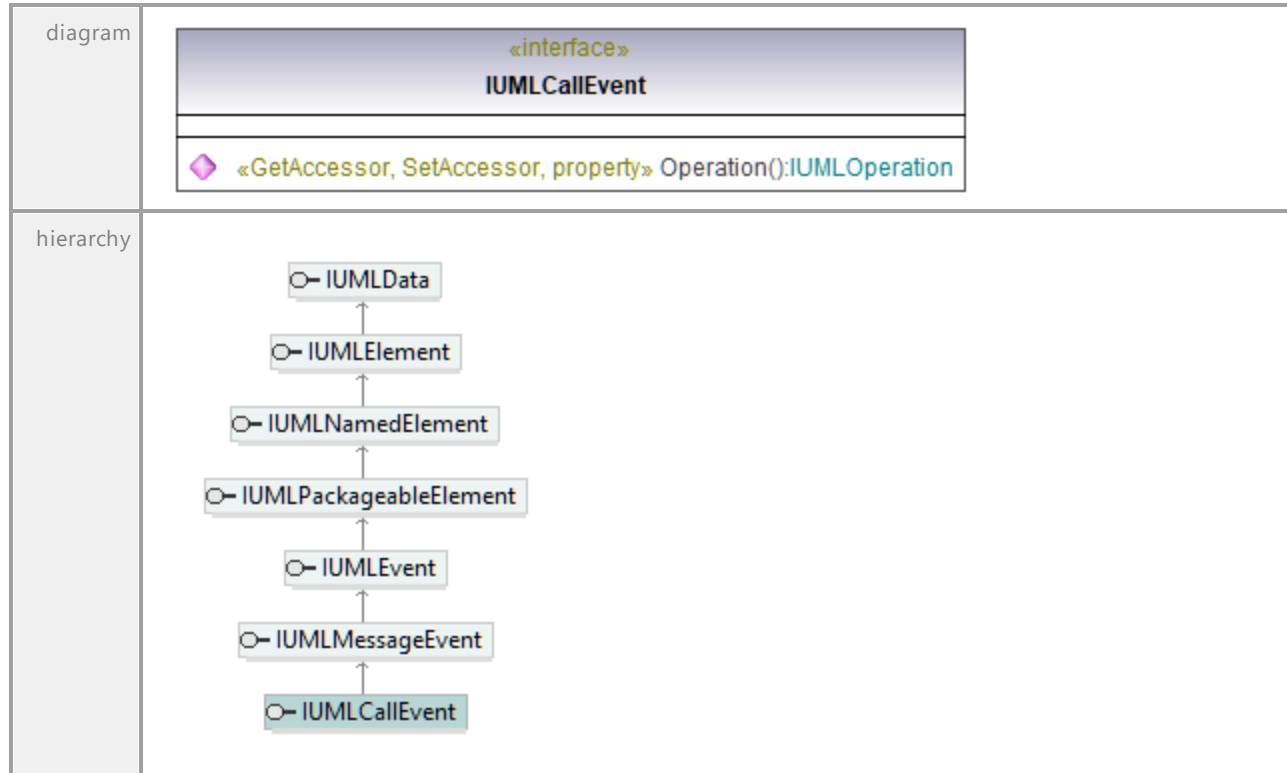 diagram
«interface»
IUMLCallEvent
«GetAccessor, SetAccessor, property» Operation():IUMLOperation
hierarchy
IUMLData
IUMLElement
IUMLNamedElement
IUMLPackageableElement
IUMLEvent
IUMLMessageEvent
IUMLCallEvent